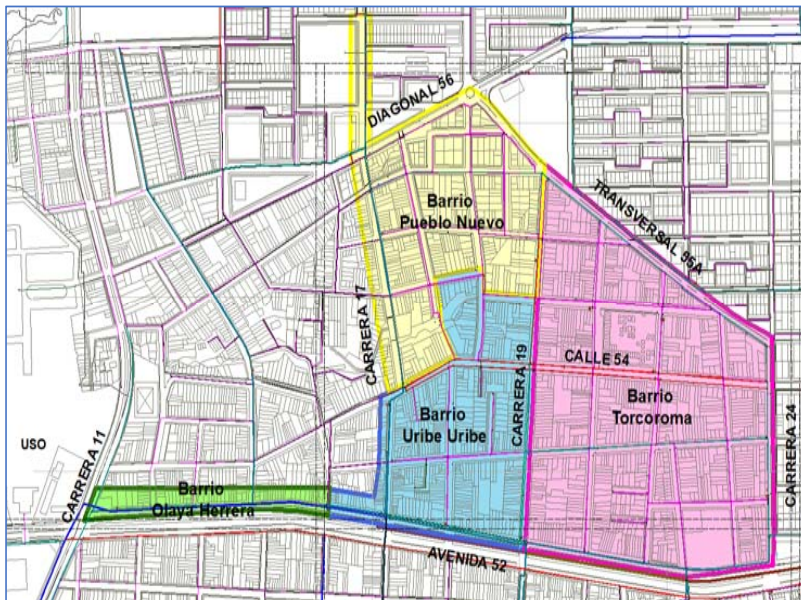 DIAGONAL 56
Barrio
Pueblo Nuevo
TRANSVERSAL 55A
CARRERA 17
CALLE 54
CARRERA 19
Barrio
Uribe Uribe
Barrio
Torcoroma
CARRERA 24
USO
CARRERA 11
Barrio
Olaya Herrera
AVENIDA 52